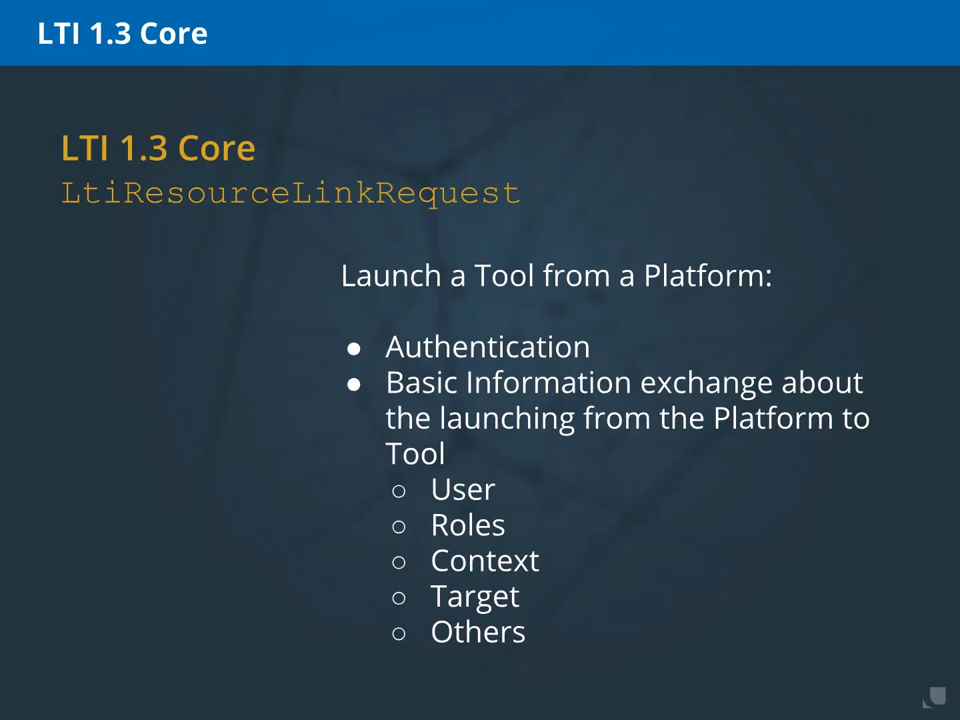 LTI 1.3 Core
LTI 1.3 Core
LtiResourceLinkRequest
Launch a Tool from a Platform:
● Authentication
● Basic Information exchange about
the launching from the Platform to
Tool
○ User
○ Roles
○ Context
○ Target
○ Others